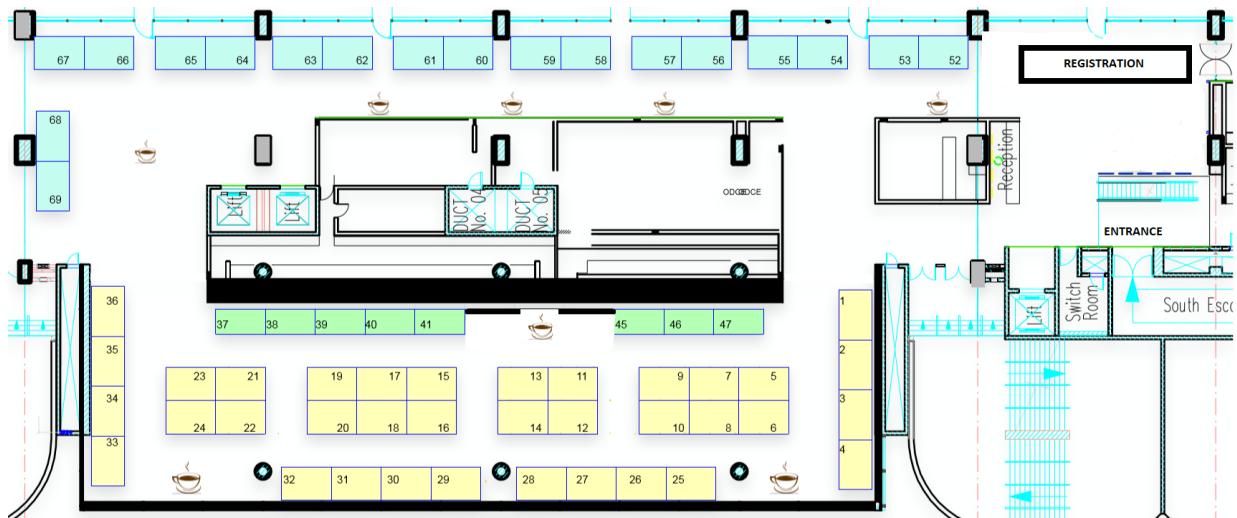 67 66 65 64 63 62 61 60 59 58 57 56 55 54 53 52
REGISTRATION
68
69
Reception
Lift
Lift
DUCT
No. 04
DUCT
No. 05
ENTRANCE
36
35
34
33
37 38 39 40 41
45 46 47
1
2
3
4
Lift
Switch
Room
South Esc
23 21 19 17 15 13 11 9 7 5
24 22 20 18 16 14 12 10 8 6
32 31 30 29 28 27 26 25